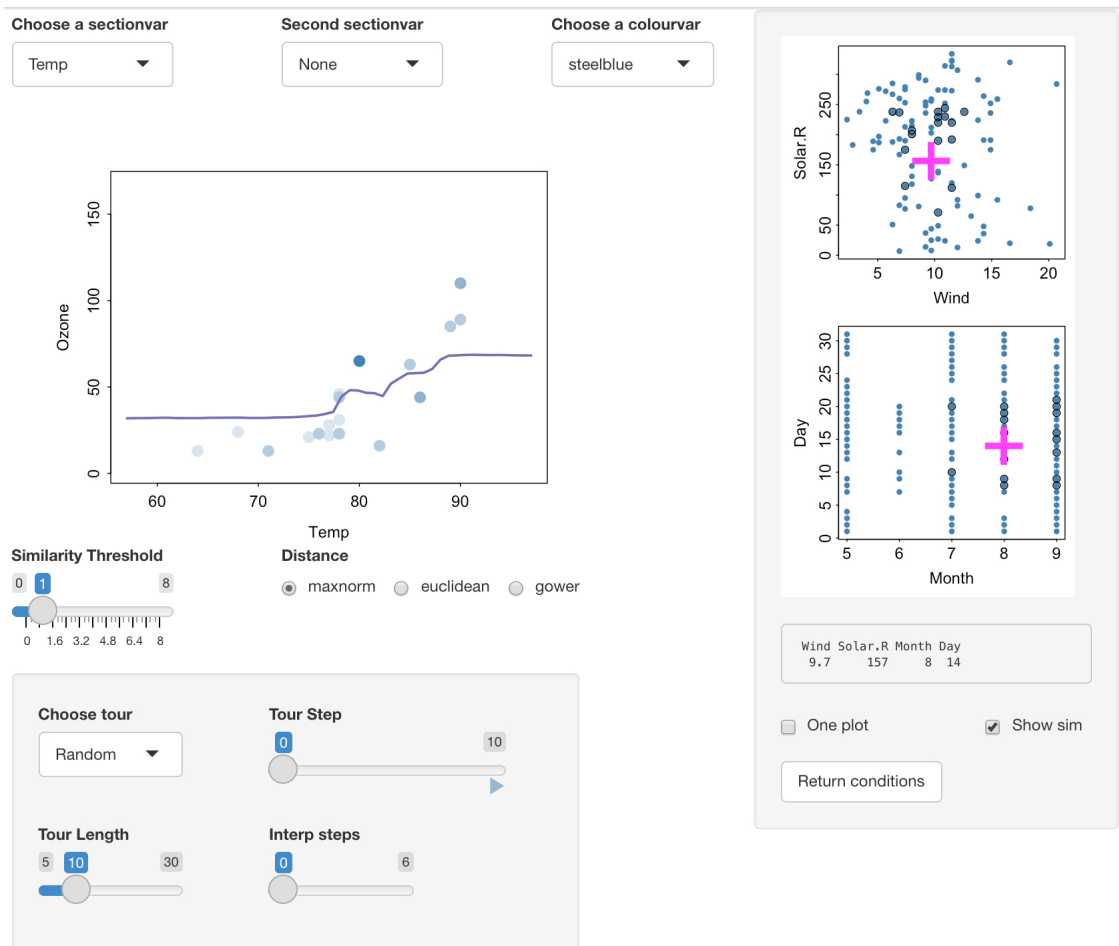 Choose a sectionvar
Second sectionvar
Choose a colourvar
Temp
None
steelblue
Ozone
0
50
100
150
60 70 80 90
Temp
Similarity Threshold
0 1 8
0 1.6 3.2 4.8 6.4 8
Distance
maxnorm euclidean gower
Choose tour
Random
Tour Step
0 10
Tour Length
5 10 30
Interp steps
0 6
Solar.R
0
50
150
250
5 10 15 20
Wind
Day
0
5
10
15
20
25
30
5 6 7 8 9
Month
Wind Solar.R Month Day
9.7 157 8 14
One plot
Show sim
Return conditions